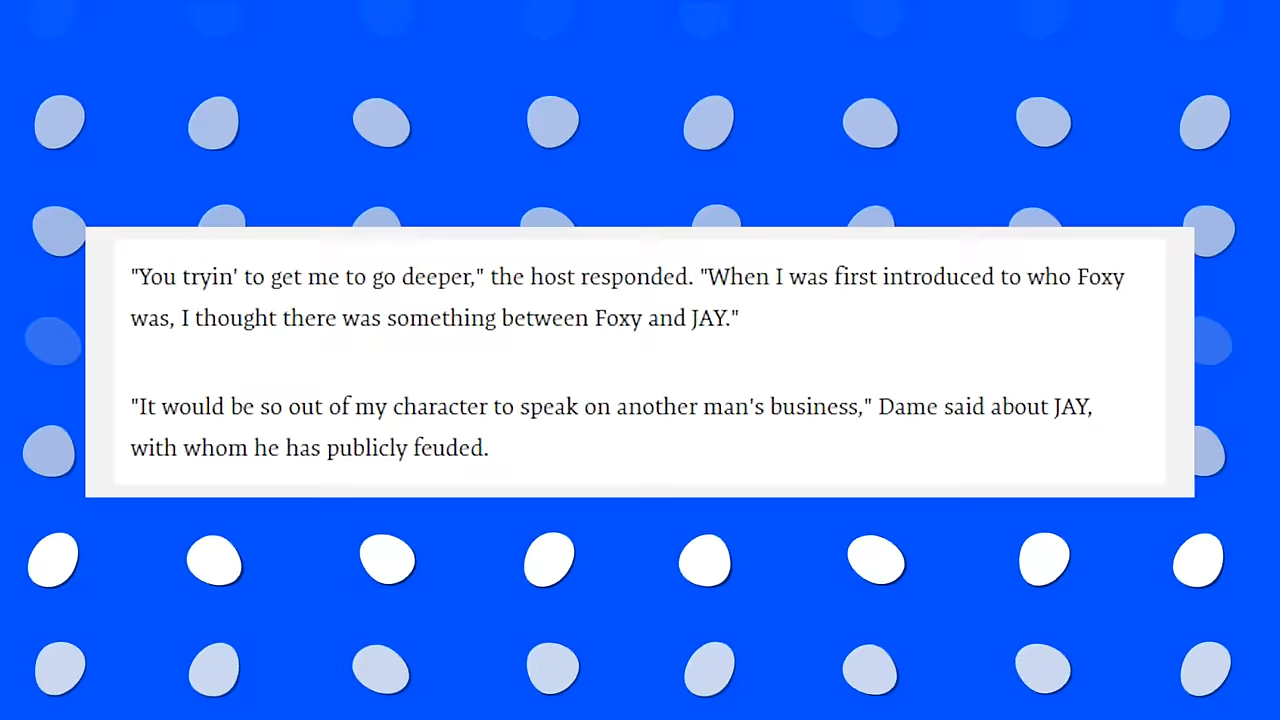 "You tryin' to get me to go deeper," the host responded. "When I was first introduced to who Foxy
was, I thought there was something between Foxy and JAY."
"It would be so out of my character to speak on another man's business," Dame said about JAY,
with whom he has publicly feuded.